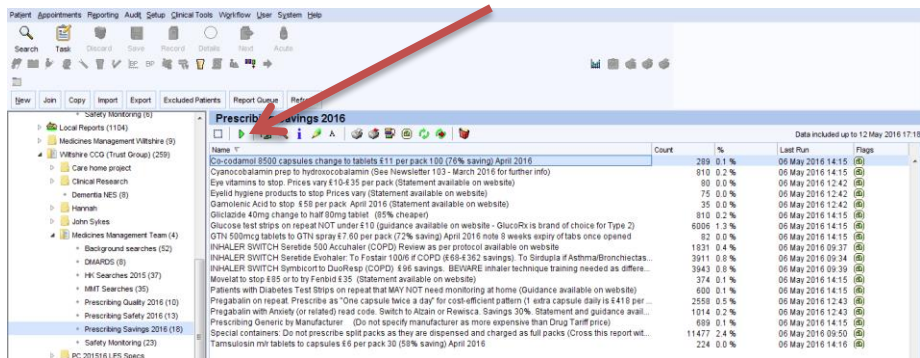 Patient Appointments Reporting Audit Setup Clinical Tools Workflow User System Help
Search Task Discard Save Record Details Next Acute
New Join Copy Import Export Excluded Patients Report Queue
Safety Monitoring (6)
Local Reports (1104)
Medicines Management Wiltshire (9)
Wiltshire CCG (Trust Group) (259)
Care home project
Clinical Research
Dementia NES (8)
Hannah
John Sykes
Medicines Management Team (4)
Background searches (52)
DMARDS (8)
HK Searches 2015 (37)
MMT Searches (35)
Prescribing Quality 2016 (10)
Prescribing Safety 2016 (13)
Prescribing Savings 2016 (18)
Safety Monitoring (23)
PC 201516 LES Specs
Prescribing Savings 2016
Data included up to 12 May 2016 17:16
Name Count % Last Run Flags
Co-codamol 8500 capsules change to tablets £11 per pack 100 (76% saving) April 2016 289 0.1 % 06 May 2016 14:15
Cyanocobalamin prep to hydroxocobalamin (See Newsletter 103 - March 2016 for further info) 810 0.2 % 06 May 2016 14:15
Eye vitamins to stop. Prices vary £10-£35 per pack (Statement available on website) 80 0.0 % 06 May 2016 12:42
Eyelid hygiene products to stop Prices vary (Statement available on website) 75 0.0 % 06 May 2016 12:42
Gamolenic Acid to stop £58 per pack April 2016 (Statement available on website) 35 0.0 % 06 May 2016 12:42
Gliclazide 40mg change to half 80mg tablet (85% cheaper) 810 0.2 % 06 May 2016 14:15
Glucose test strips on repeat NOT under £10 (guidance available on website - GlucoRx is brand of choice for Type 2) 6006 1.3 % 06 May 2016 14:15
GTN 500mcg tablets to GTN spray £7.60 per pack (72% saving) April 2016 note 8 weeks expiry of tabs once opened 82 0.0 % 06 May 2016 14:15
INHALER SWITCH Seretide 500 Accuhaler (COPD) Review as per protocol available on website 1831 0.4 % 06 May 2016 09:37
INHALER SWITCH Seretide Evohaler: To Fostair 100/6 if COPD (£68-£362 savings). To Sirdupla if Asthma/Bronchiectas... 3911 0.8 % 06 May 2016 09:34
INHALER SWITCH Symbicort to DuoResp (COPD) £96 savings. BEWARE inhaler technique training needed as differe... 3943 0.8 % 06 May 2016 09:39
Movelat to stop £85 or to try Fenbid £35 (Statement available on website) 374 0.1 % 06 May 2016 14:15
Patients with Diabetes Test Strips on repeat that MAY NOT need monitoring at home (Guidance available on website) 600 0.1 % 06 May 2016 14:15
Pregabalin on repeat. Prescribe as "One capsule twice a day" for cost-efficient pattern (1 extra capsule daily is £418 per ... 2558 0.5 % 06 May 2016 12:43
Pregabalin with Anxiety (or related) read code. Switch to Alzain or Rewisca. Savings 30%. Statement and guidance avail... 1014 0.2 % 06 May 2016 12:43
Prescribing Generic by Manufacturer (Do not specify manufacturer as more expensive than Drug Tariff price) 689 0.1 % 06 May 2016 14:15
Special containers: Do not prescribe split packs as they are dispensed and charged as full packs (Cross this report wit... 11477 2.4 % 06 May 2016 09:50
Tamsulosin m/r tablets to capsules £6 per pack 30 (58% saving) April 2016 224 0.0 % 06 May 2016 14:16